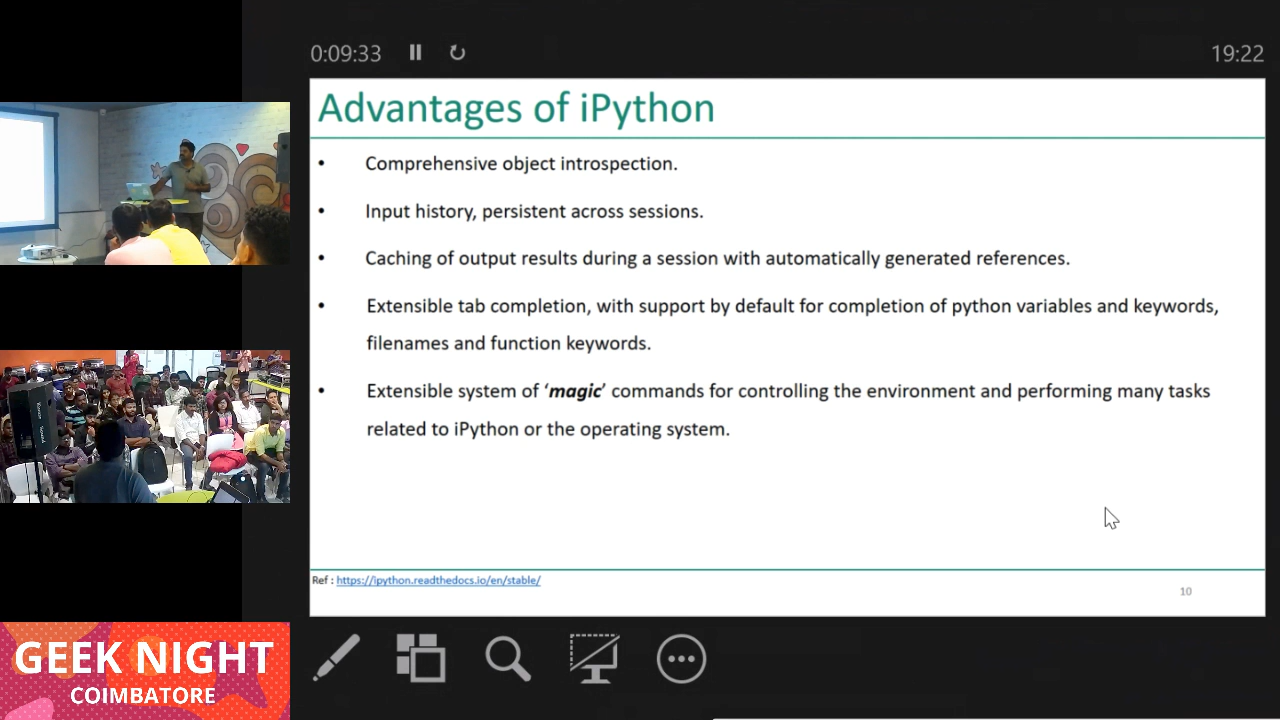 0:09:33
19:22
Advantages of iPython
• Comprehensive object introspection.
• Input history, persistent across sessions.
• Caching of output results during a session with automatically generated references.
• Extensible tab completion, with support by default for completion of python variables and keywords,
filenames and function keywords.
• Extensible system of ‘magic’ commands for controlling the environment and performing many tasks
related to iPython or the operating system.
Ref : https://ipython.readthedocs.io/en/stable/
10
GEEK NIGHT
COIMBATORE